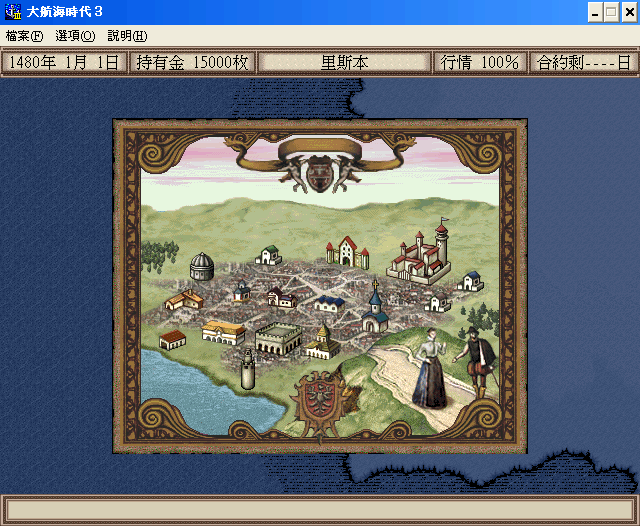 大航海時代3
檔案(F) 選項(O) 說明(H)
1480年 1月 1日 持有金 15000枚 里斯本 行情 100% 合約剩----日